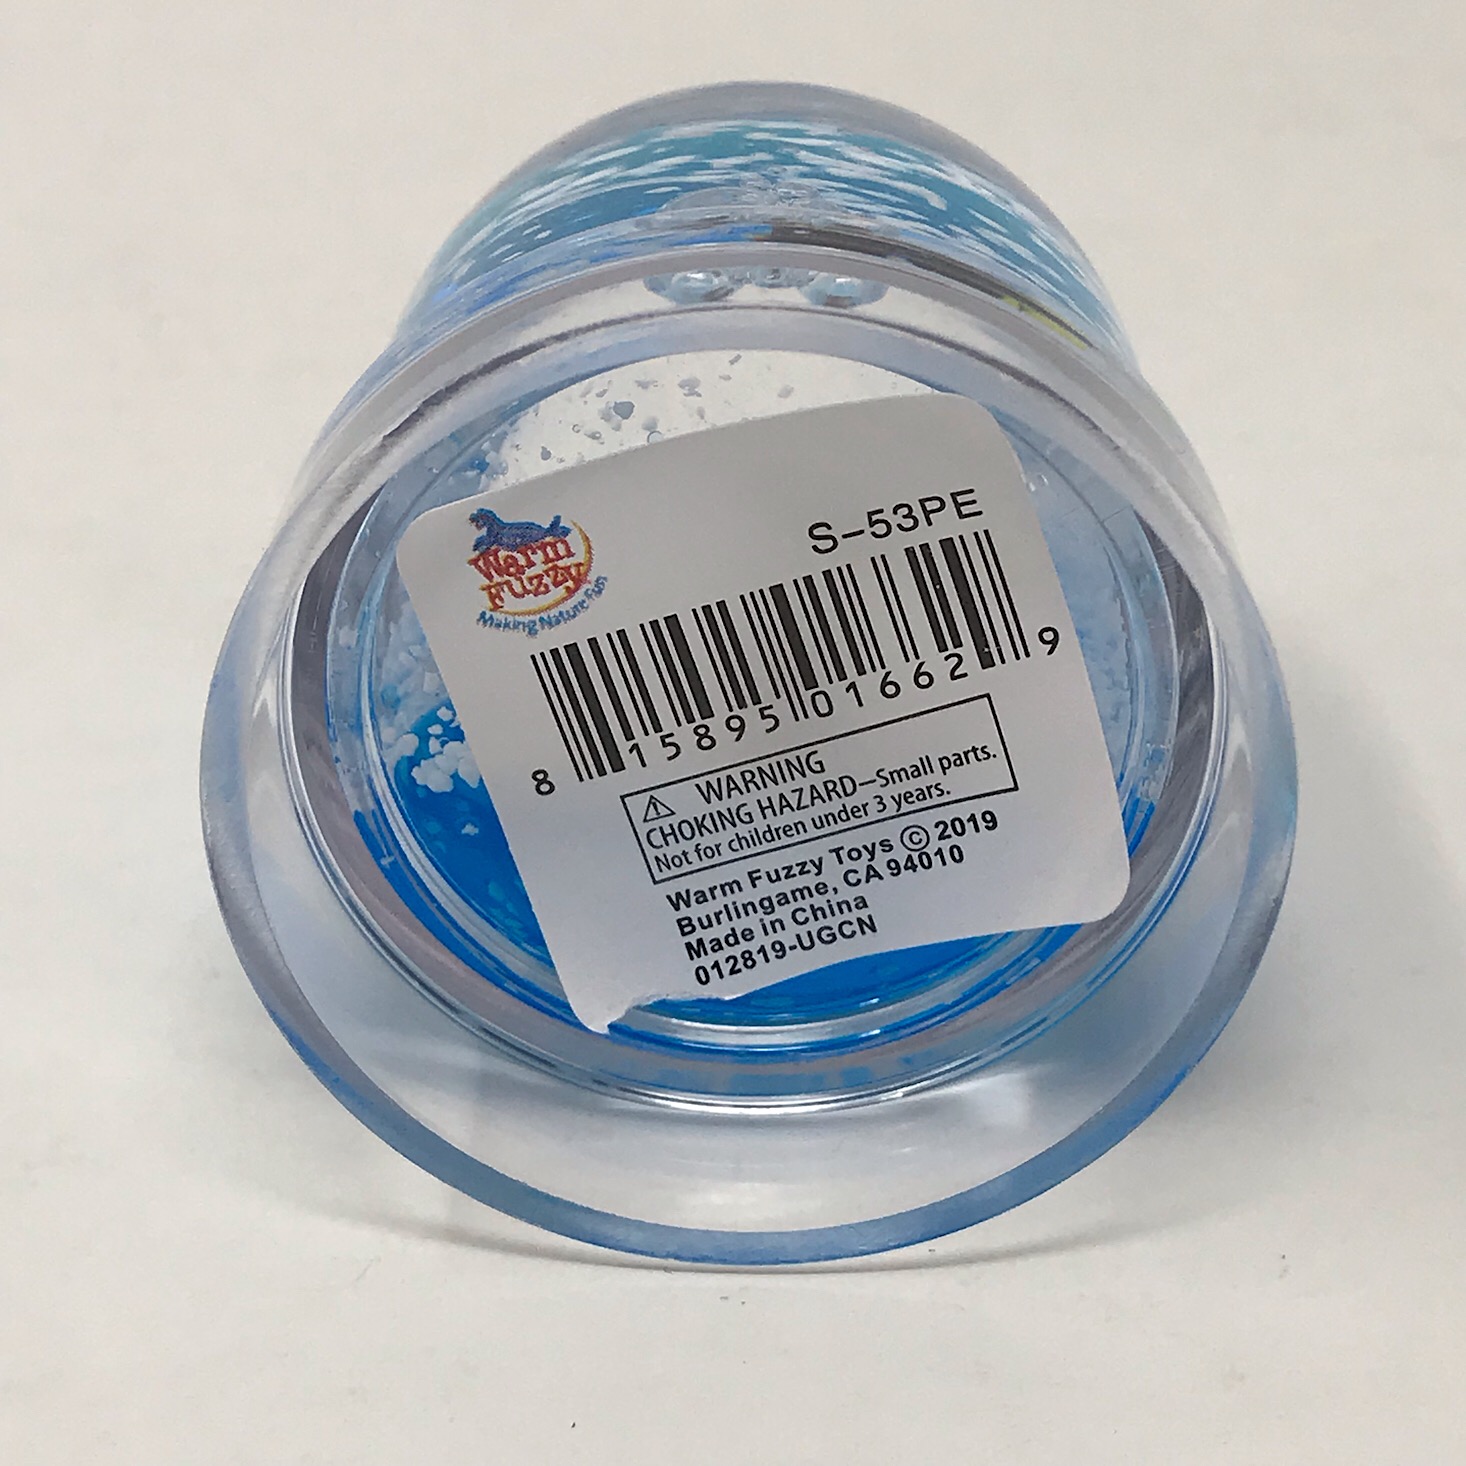 Warm
Fuzzy
Making Nature Fun
S-53PE
8 15895 01662 9
⚠ WARNING
CHOKING HAZARD—Small parts.
Not for children under 3 years.
Warm Fuzzy Toys © 2019
Burlingame, CA 94010
Made in China
012819-UGCN